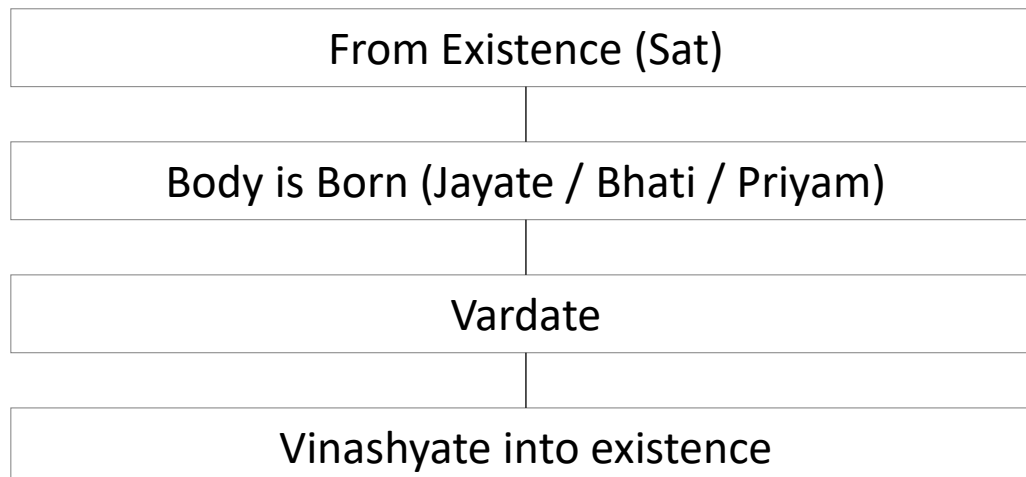 From Existence (Sat)
Body is Born (Jayate / Bhati / Priyam)
Vardate
Vinashyate into existence